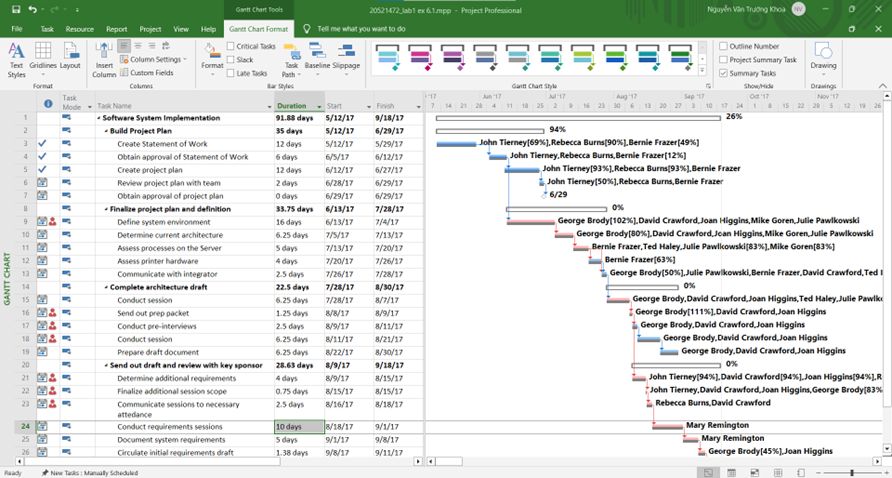 Gantt Chart Tools
20521472_lab1 ex 6.1.mpp - Project Professional
Nguyễn Văn Trường Khoa
NV
File Task Resource Report Project View Help Gantt Chart Format Tell me what you want to do
Text Styles
Gridlines
Layout
Insert Column
Column Settings
Custom Fields
Format
Critical Tasks
Slack
Late Tasks
Task Path
Baseline
Slippage
Outline Number
Project Summary Task
Summary Tasks
Drawing
Format Columns Bar Styles Gantt Chart Style Show/Hide Drawings
Task Mode Task Name Duration Start Finish
'17 Jun '17 Jul '17 Aug '17 Sep '17 Oct '17 Nov '17
7 14 21 28 4 11 18 25 2 9 16 23 30 6 13 20 27 3 10 17 24 1 8 15 22 29 5 12 19 26
1 Software System Implementation 91.88 days 5/12/17 9/18/17 26%
2 Build Project Plan 35 days 5/12/17 6/29/17 94%
3 Create Statement of Work 12 days 5/12/17 5/29/17 John Tierney[69%],Rebecca Burns[90%],Bernie Frazer[49%]
4 Obtain approval of Statement of Work 6 days 6/5/17 6/12/17 John Tierney,Rebecca Burns,Bernie Frazer[12%]
5 Create project plan 12 days 6/12/17 6/27/17 John Tierney[93%],Rebecca Burns[93%],Bernie Frazer
6 Review project plan with team 2 days 6/28/17 6/29/17 John Tierney[50%],Rebecca Burns,Bernie Frazer
7 Obtain approval of project plan 0 days 6/29/17 6/29/17 6/29
8 Finalize project plan and definition 33.75 days 6/13/17 7/28/17 0%
9 Define system environment 16 days 6/13/17 7/4/17 George Brody[102%],David Crawford,Joan Higgins,Mike Goren,Julie Pawlkowski
10 Determine current architecture 6.25 days 7/5/17 7/13/17 George Brody[80%],David Crawford,Joan Higgins,Mike Goren,Julie Pawlkowski
11 Assess processes on the Server 5 days 7/13/17 7/20/17 Bernie Frazer,Ted Haley,Julie Pawlkowski[83%],Mike Goren[83%]
12 Assess printer hardware 4 days 7/20/17 7/26/17 Bernie Frazer[63%]
13 Communicate with integrator 2.5 days 7/26/17 7/28/17 George Brody[50%],Julie Pawlkowski,Bernie Frazer,David Crawford,Ted
14 Complete architecture draft 22.5 days 7/28/17 8/30/17 0%
15 Conduct session 6.25 days 7/28/17 8/7/17 George Brody,David Crawford,Joan Higgins,Ted Haley,Julie Pawlko
16 Send out prep packet 1.25 days 8/8/17 8/9/17 George Brody[111%],David Crawford,Joan Higgins
17 Conduct pre-interviews 2.5 days 8/9/17 8/11/17 George Brody,David Crawford,Joan Higgins
18 Conduct session 6.25 days 8/11/17 8/21/17 George Brody,David Crawford,Joan Higgins
19 Prepare draft document 6.25 days 8/22/17 8/30/17 George Brody,David Crawford,Joan Higgins
20 Send out draft and review with key sponsor 28.63 days 8/9/17 9/18/17 0%
21 Determine additional requirements 4 days 8/9/17 8/15/17 John Tierney[94%],David Crawford[94%],Joan Higgins[94%],R
22 Finalize additional session scope 0.75 days 8/15/17 8/15/17 John Tierney,David Crawford,Joan Higgins,George Brody[83%
23 Communicate sessions to necessary attedance 2.5 days 8/16/17 8/18/17 Rebecca Burns,David Crawford
24 Conduct requirements sessions 10 days 8/18/17 9/1/17 Mary Remington
25 Document system requirements 5 days 9/1/17 9/8/17 Mary Remington
26 Circulate initial requirements draft 1.38 days 9/8/17 9/11/17 George Brody[45%],Joan Higgins
GANTT CHART
Ready New Tasks : Manually Scheduled